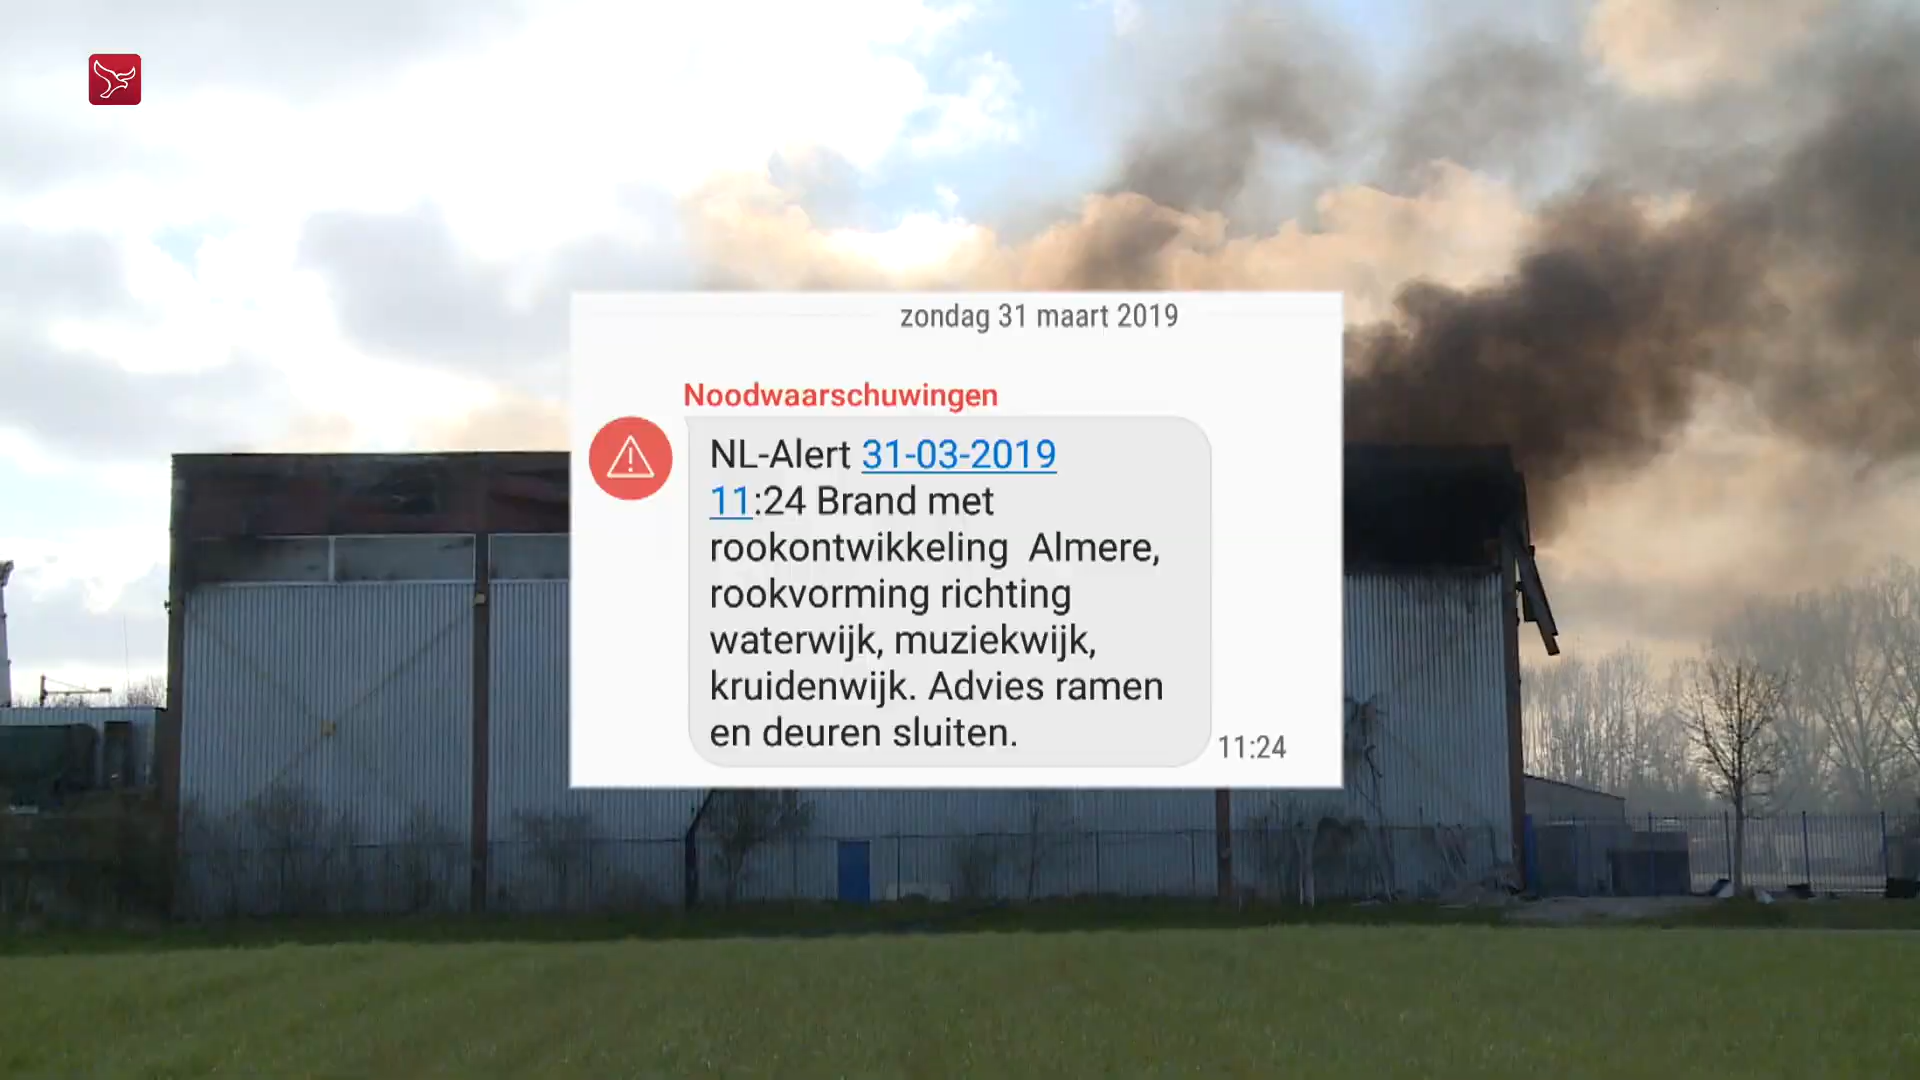 zondag 31 maart 2019
Noodwaarschuwingen
NL-Alert 31-03-2019
11:24 Brand met
rookontwikkeling  Almere,
rookvorming richting
waterwijk, muziekwijk,
kruidenwijk. Advies ramen
en deuren sluiten.
11:24